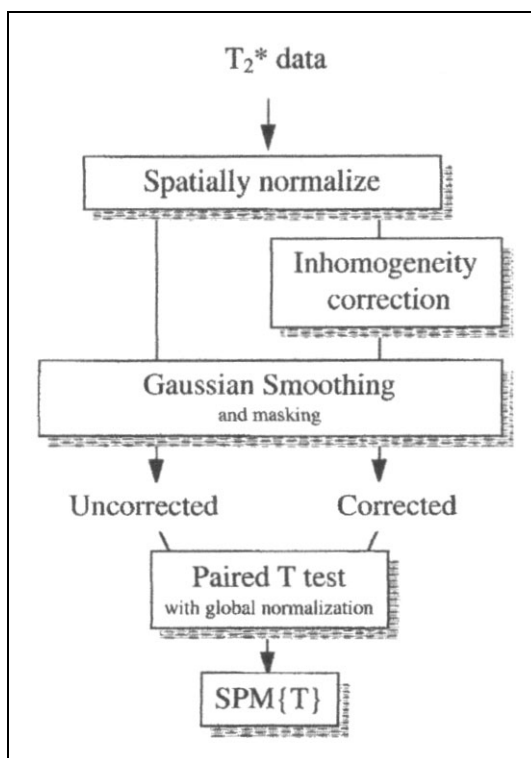 T₂* data
Spatially normalize
Inhomogeneity
correction
Gaussian Smoothing
and masking
Uncorrected Corrected
Paired T test
with global normalization
SPM{T}